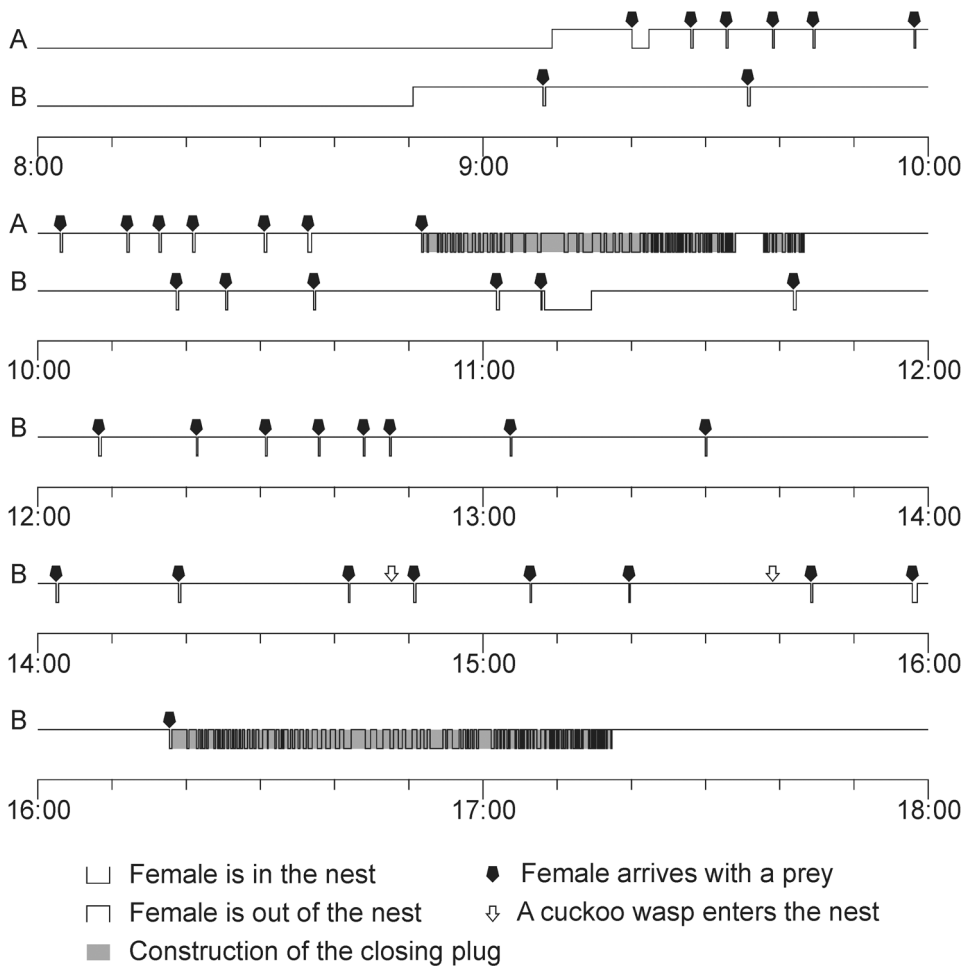 A
B
8:00 9:00 10:00
A
B
10:00 11:00 12:00
B
12:00 13:00 14:00
B
14:00 15:00 16:00
B
16:00 17:00 18:00
Female is in the nest
Female arrives with a prey
Female is out of the nest
A cuckoo wasp enters the nest
Construction of the closing plug